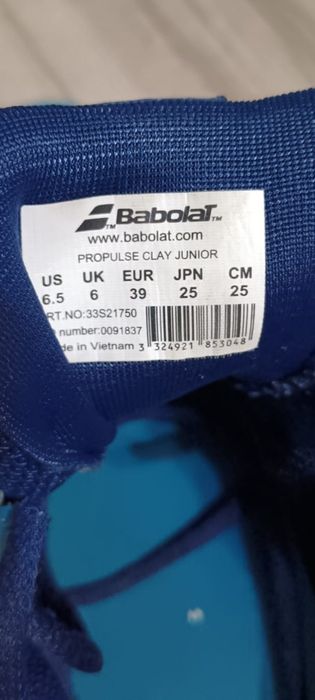 Babolat™
www.babolat.com
PROPULSE CLAY JUNIOR
US UK EUR JPN CM
6.5 6 39 25 25
RT.NO:33S21750
number:0091837
de in Vietnam 3 324921 853048